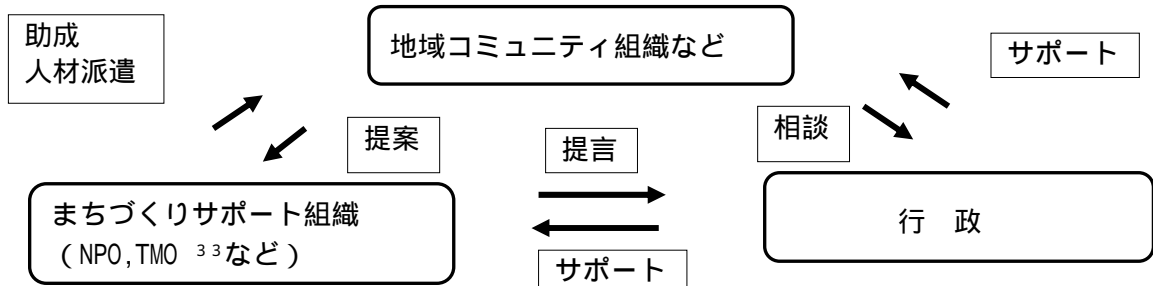 助成
人材派遣
地域コミュニティ組織など
サポート
提案
提言
相談
まちづくりサポート組織
（NPO,TMO ³³など）
行　政
サポート